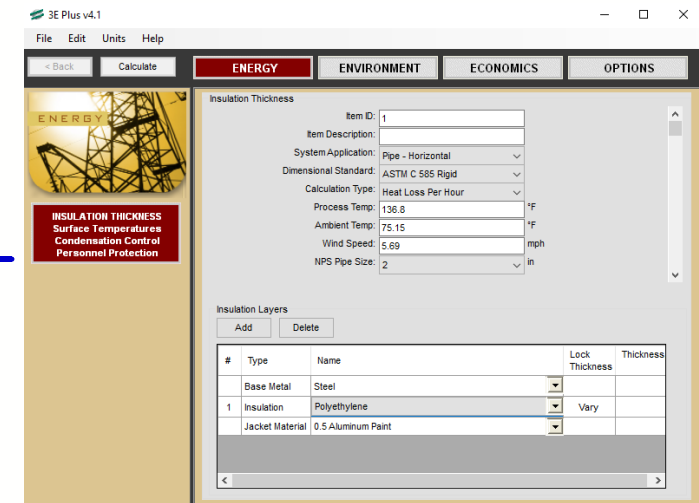 3E Plus v4.1
File Edit Units Help
< Back Calculate ENERGY ENVIRONMENT ECONOMICS OPTIONS
ENERGY
INSULATION THICKNESS
Surface Temperatures
Condensation Control
Personnel Protection
Insulation Thickness
Item ID: 1
Item Description:
System Application: Pipe - Horizontal
Dimensional Standard: ASTM C 585 Rigid
Calculation Type: Heat Loss Per Hour
Process Temp: 136.8 °F
Ambient Temp: 75.15 °F
Wind Speed: 5.69 mph
NPS Pipe Size: 2 in
Insulation Layers
Add Delete
# Type Name Lock Thickness Thickness
Base Metal Steel
1 Insulation Polyethylene Vary
Jacket Material 0.5 Aluminum Paint